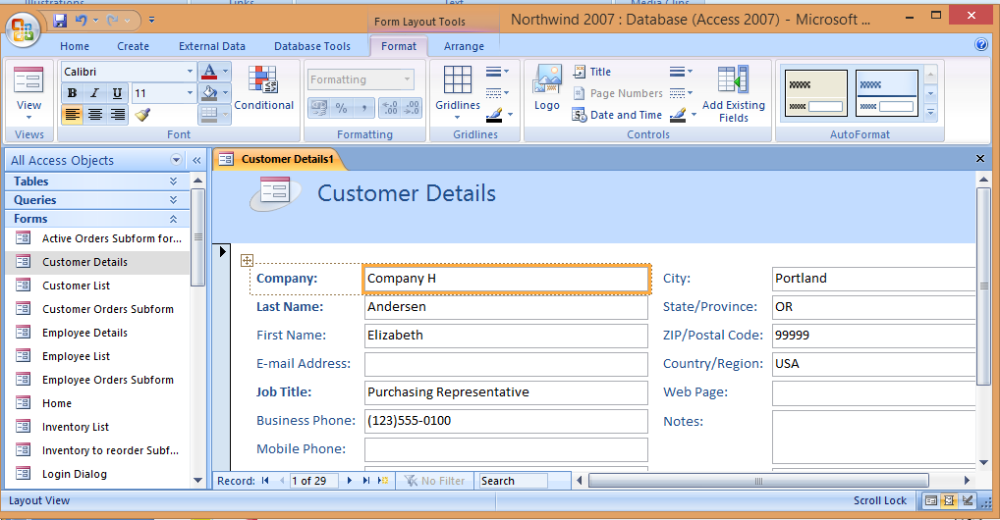 Illustrations Links Text Media Clips
Form Layout Tools Northwind 2007 : Database (Access 2007) - Microsoft ...
Home Create External Data Database Tools Format Arrange
View
Views
Calibri
B I U 11
Conditional
Font
Formatting
%
Formatting
Gridlines
Gridlines
Logo
Title
Page Numbers
Date and Time
Add Existing
Fields
Controls
AutoFormat
All Access Objects
Tables
Queries
Forms
Active Orders Subform for...
Customer Details
Customer List
Customer Orders Subform
Employee Details
Employee List
Employee Orders Subform
Home
Inventory List
Inventory to reorder Subf...
Login Dialog
Customer Details1
Customer Details
Company: Company H
Last Name: Andersen
First Name: Elizabeth
E-mail Address:
Job Title: Purchasing Representative
Business Phone: (123)555-0100
Mobile Phone:
City: Portland
State/Province: OR
ZIP/Postal Code: 99999
Country/Region: USA
Web Page:
Notes:
Record: 1 of 29 No Filter Search
Layout View Scroll Lock